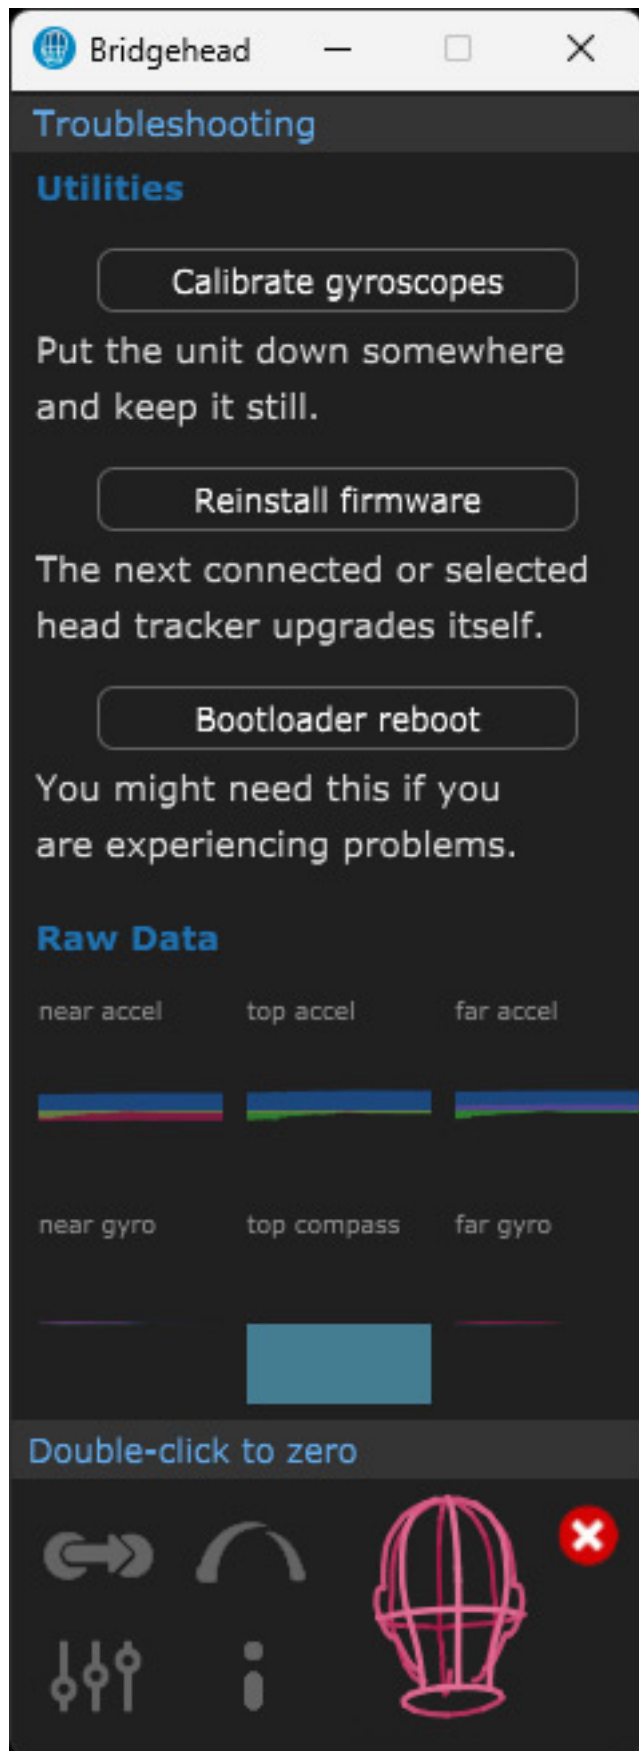 Bridgehead
Troubleshooting
Utilities
Calibrate gyroscopes
Put the unit down somewhere
and keep it still.
Reinstall firmware
The next connected or selected
head tracker upgrades itself.
Bootloader reboot
You might need this if you
are experiencing problems.
Raw Data
near accel top accel far accel
near gyro top compass far gyro
Double-click to zero